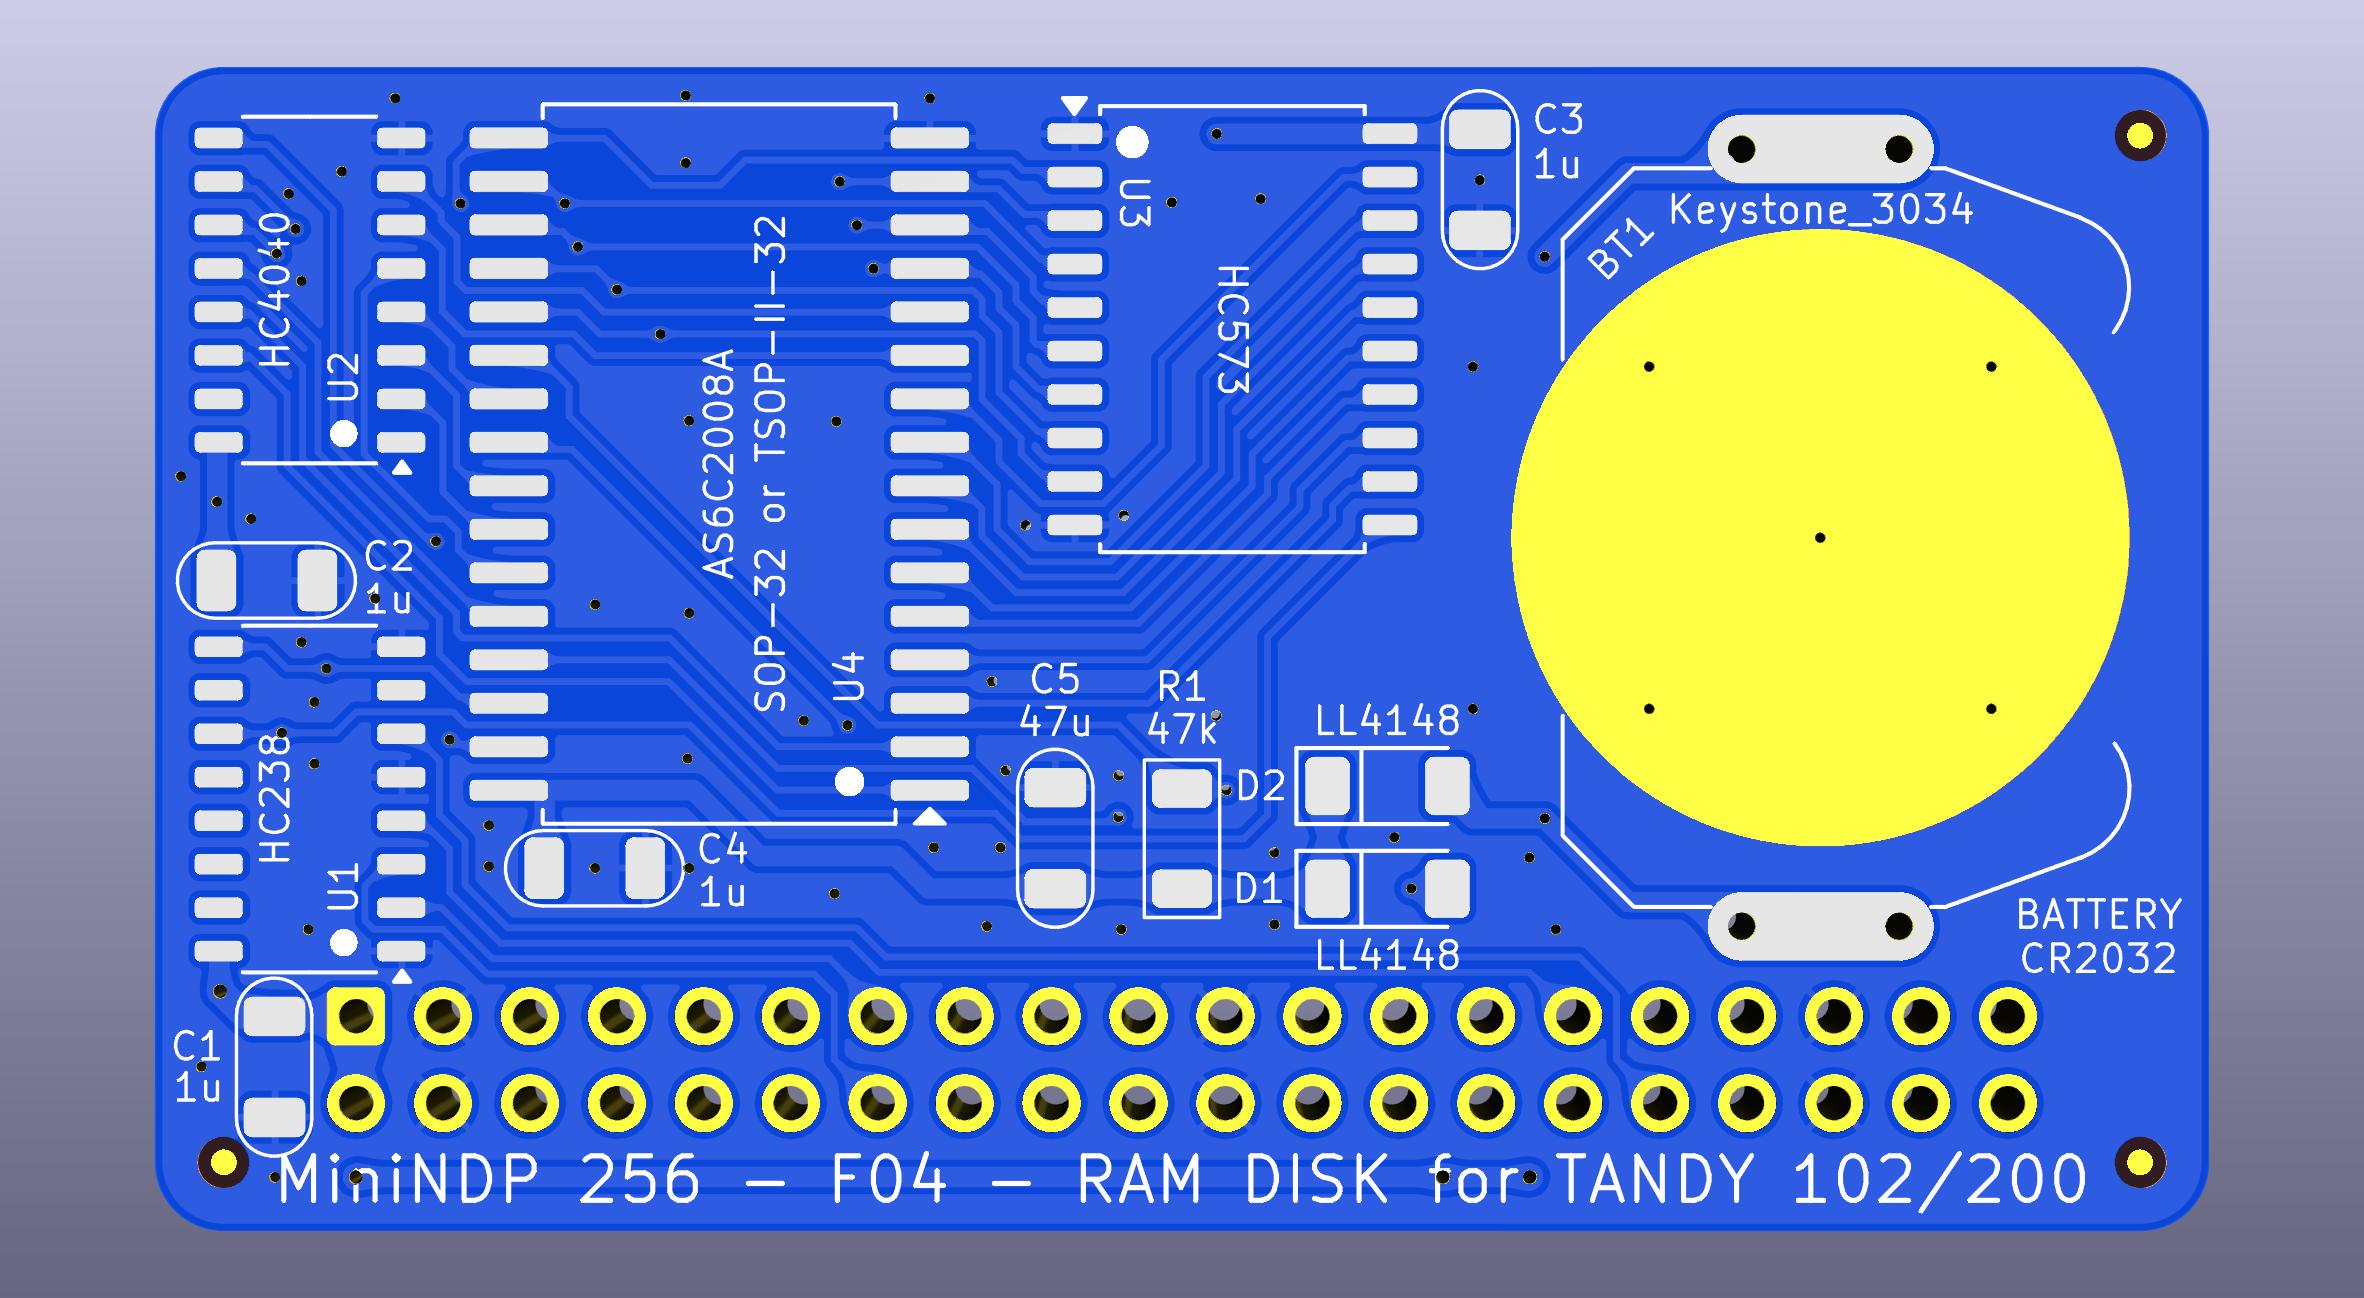 C3
1u
Keystone_3034
BT1
U3
HC573
HC4040
U2
AS6C2008A
SOP-32 or TSOP-II-32
U4
C2
1u
HC238
U1
C5
47u
R1
47k
LL4148
D2
D1
LL4148
C4
1u
BATTERY
CR2032
C1
1u
MiniNDP 256 - F04 - RAM DISK for TANDY 102/200